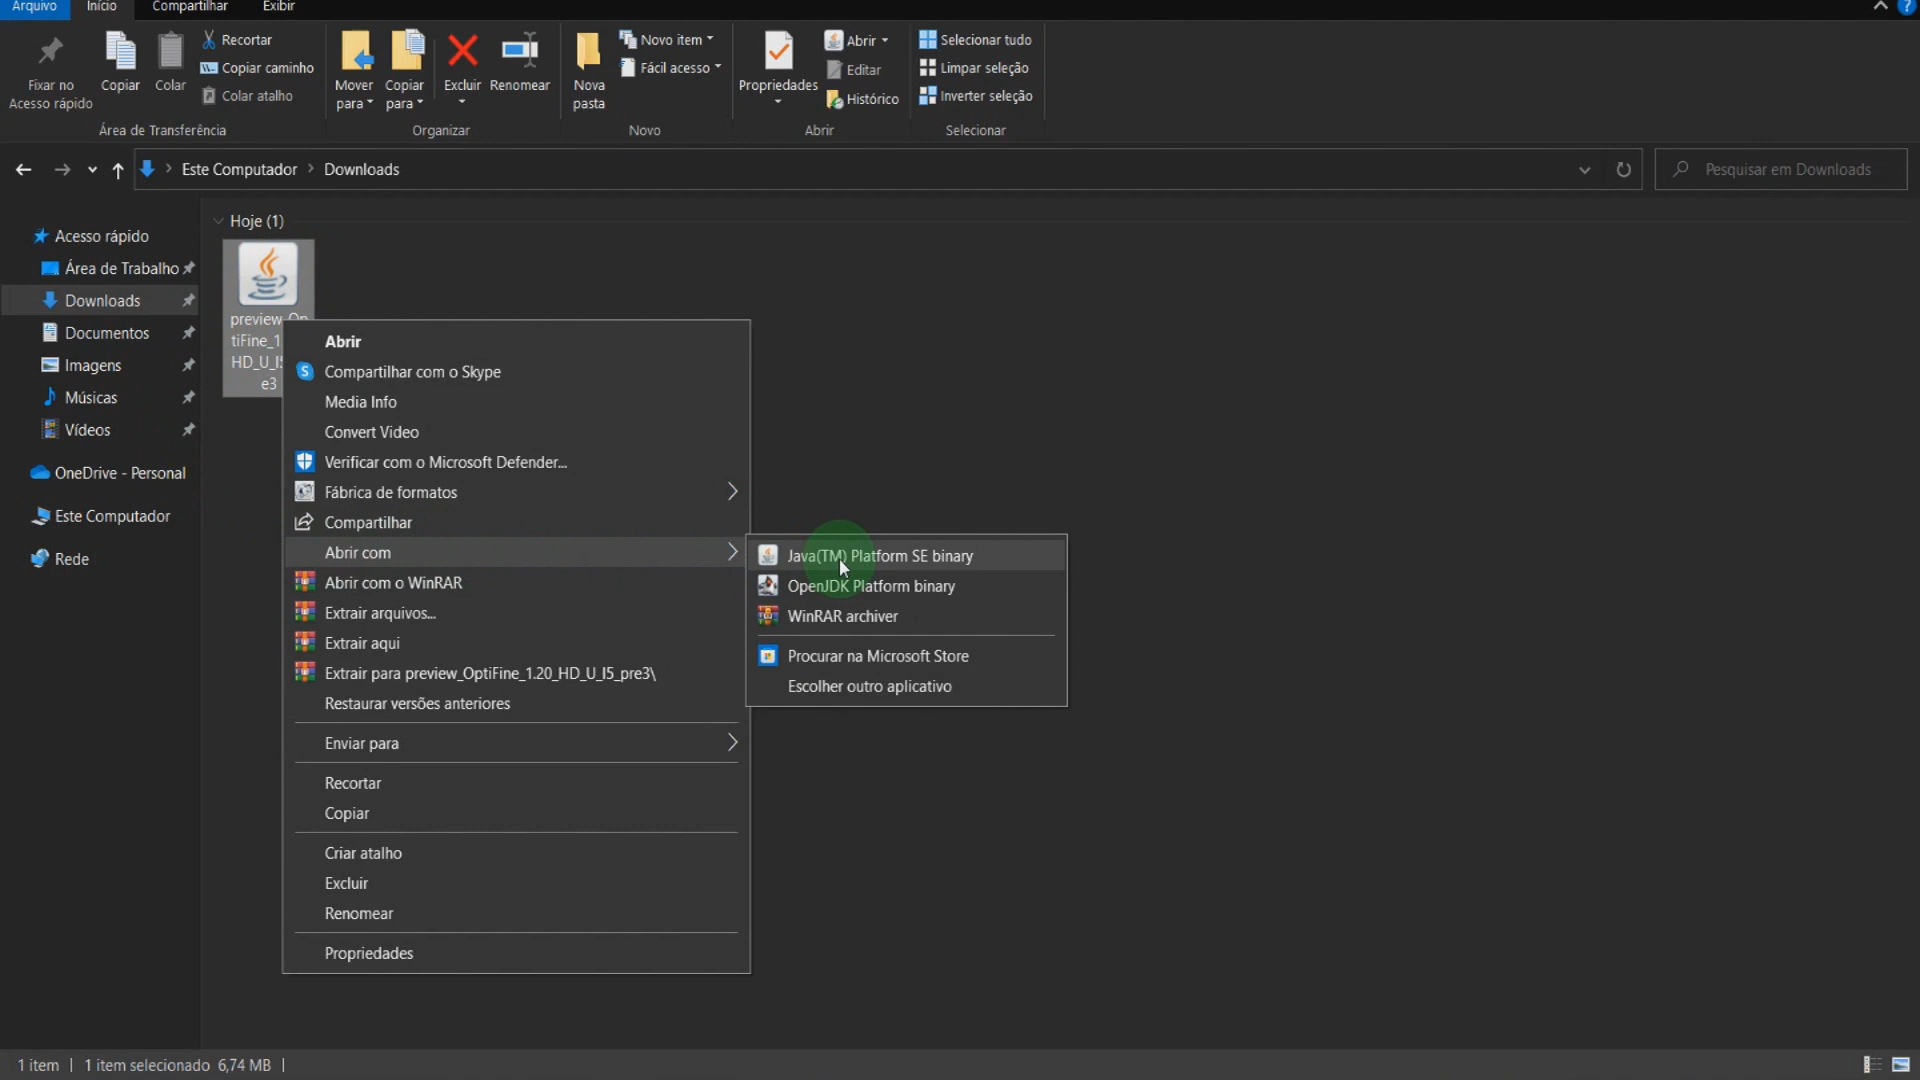 Arquivo
Início
Compartilhar
Exibir
Fixar no
Acesso rápido
Copiar
Colar
Recortar
Copiar caminho
Colar atalho
Área de Transferência
Mover
para
Copiar
para
Excluir
Renomear
Organizar
Nova
pasta
Novo item
Fácil acesso
Novo
Propriedades
Abrir
Editar
Histórico
Abrir
Selecionar tudo
Limpar seleção
Inverter seleção
Selecionar
Este Computador
Downloads
Pesquisar em Downloads
Acesso rápido
Área de Trabalho
Downloads
Documentos
Imagens
Músicas
Vídeos
OneDrive - Personal
Este Computador
Rede
Hoje (1)
preview_Op
tiFine_1
HD_U_I5
e3
Abrir
Compartilhar com o Skype
Media Info
Convert Video
Verificar com o Microsoft Defender...
Fábrica de formatos
Compartilhar
Abrir com
Abrir com o WinRAR
Extrair arquivos...
Extrair aqui
Extrair para preview_OptiFine_1.20_HD_U_I5_pre3\
Restaurar versões anteriores
Enviar para
Recortar
Copiar
Criar atalho
Excluir
Renomear
Propriedades
Java(TM) Platform SE binary
OpenJDK Platform binary
WinRAR archiver
Procurar na Microsoft Store
Escolher outro aplicativo
1 item
1 item selecionado 6,74 MB